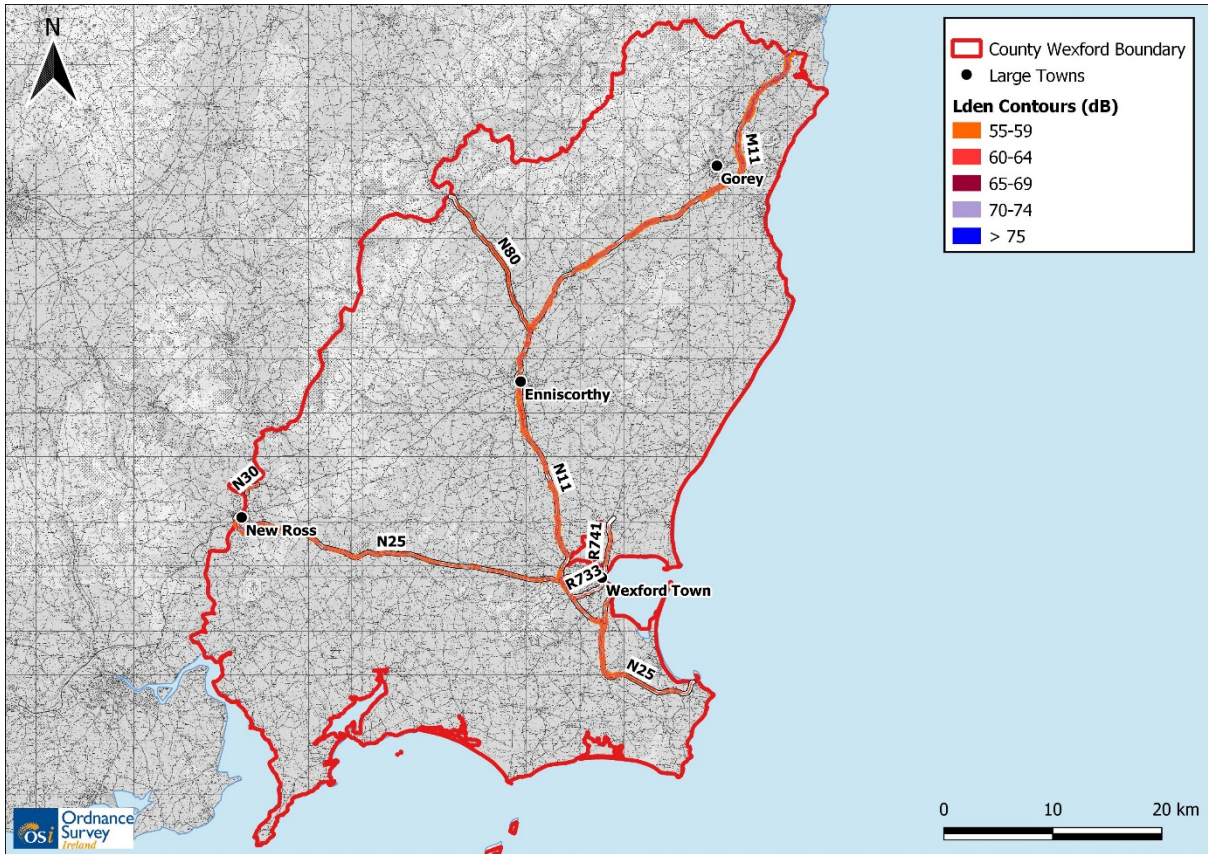 N
County Wexford Boundary
Large Towns
Lden Contours (dB)
55-59
60-64
65-69
70-74
> 75
M11
Gorey
N80
Enniscorthy
N30
New Ross
N11
N25
R741
R733
Wexford Town
N25
osi
Ordnance
Survey
Ireland
0 10 20 km